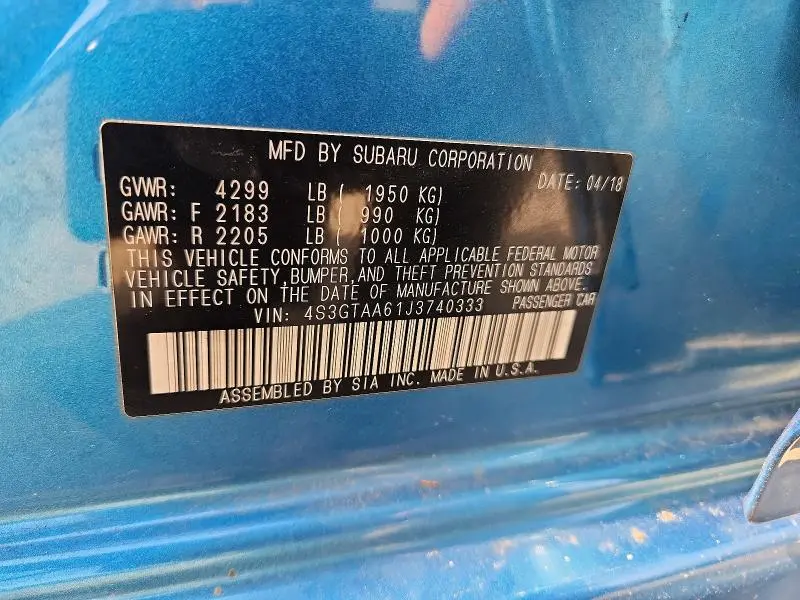 MFD BY SUBARU CORPORATION
DATE: 04/18
GVWR: 4299 LB ( 1950 KG)
GAWR: F 2183 LB ( 990 KG)
GAWR: R 2205 LB ( 1000 KG)
THIS VEHICLE CONFORMS TO ALL APPLICABLE FEDERAL MOTOR
VEHICLE SAFETY, BUMPER, AND THEFT PREVENTION STANDARDS
IN EFFECT ON THE DATE OF MANUFACTURE SHOWN ABOVE.
VIN: 4S3GTAA61J3740333 PASSENGER CAR
ASSEMBLED BY SIA INC. MADE IN U.S.A.